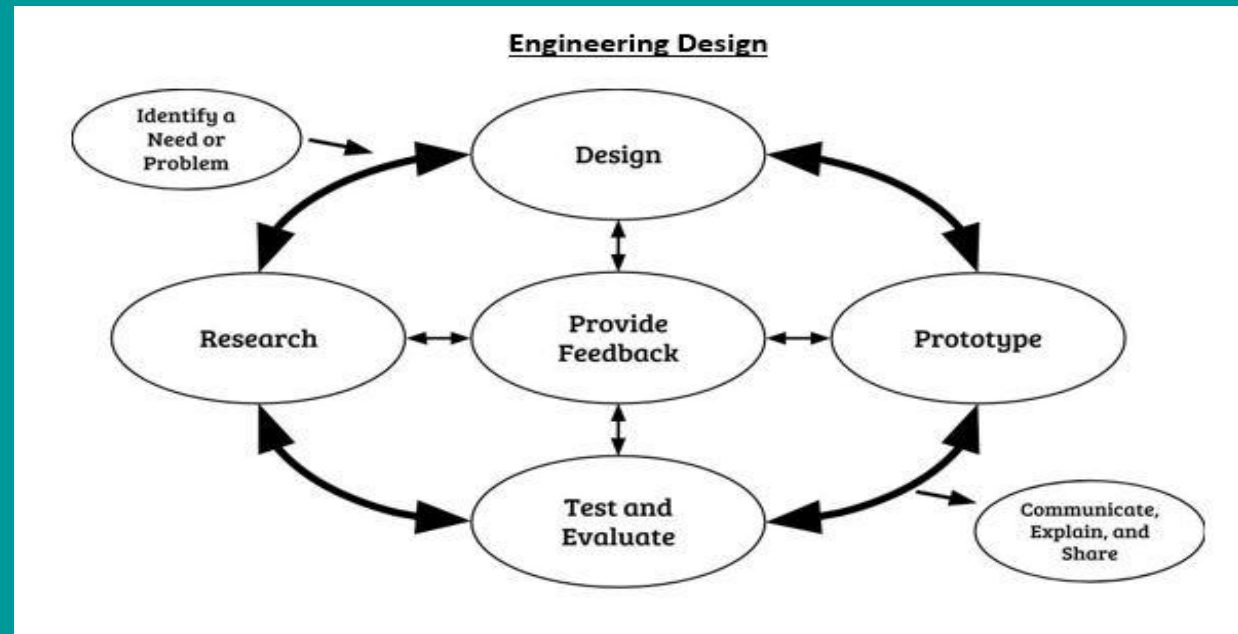 Engineering Design
Identify a
Need or
Problem
Design
Research
Provide
Feedback
Prototype
Test and
Evaluate
Communicate,
Explain, and
Share